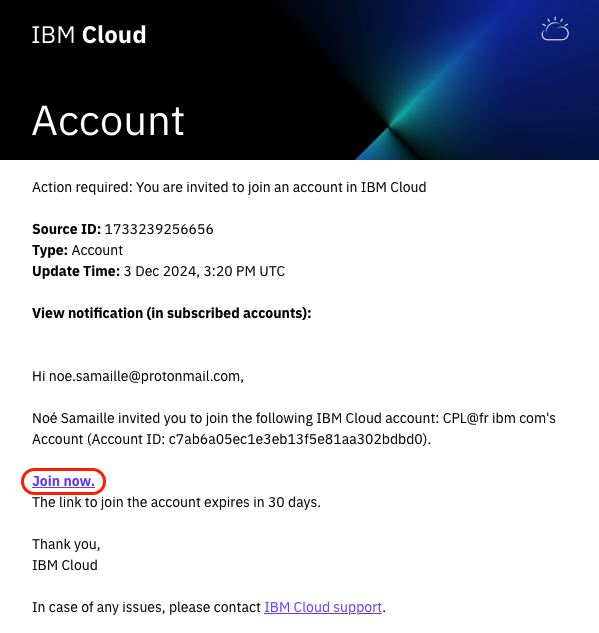 IBM Cloud
Account
Action required: You are invited to join an account in IBM Cloud
Source ID: 1733239256656
Type: Account
Update Time: 3 Dec 2024, 3:20 PM UTC
View notification (in subscribed accounts):
Hi noe.samaille@protonmail.com,
Noé Samaille invited you to join the following IBM Cloud account: CPL@fr ibm com's
Account (Account ID: c7ab6a05ec1e3eb13f5e81aa302bdbd0).
Join now.
The link to join the account expires in 30 days.
Thank you,
IBM Cloud
In case of any issues, please contact IBM Cloud support.